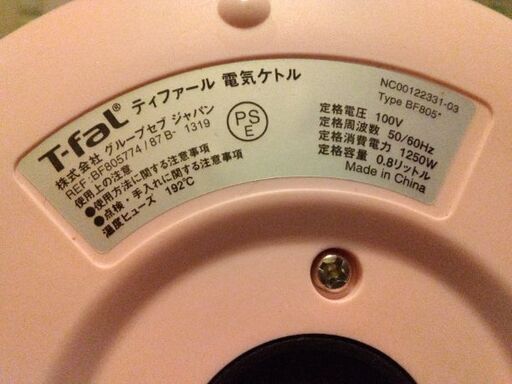 T-fal® ティファール 電気ケトル
株式会社 グループセブ ジャパン
REF:BF805774/87B- 1319
使用上の注意
●使用方法に関する注意事項
●点検・手入れに関する注意事項
温度ヒューズ 192℃
PS
E
NC00122331-03
Type BF805*
定格電圧 100V
定格周波数 50/60Hz
定格消費電力 1250W
定格容量 0.8リットル
Made in China